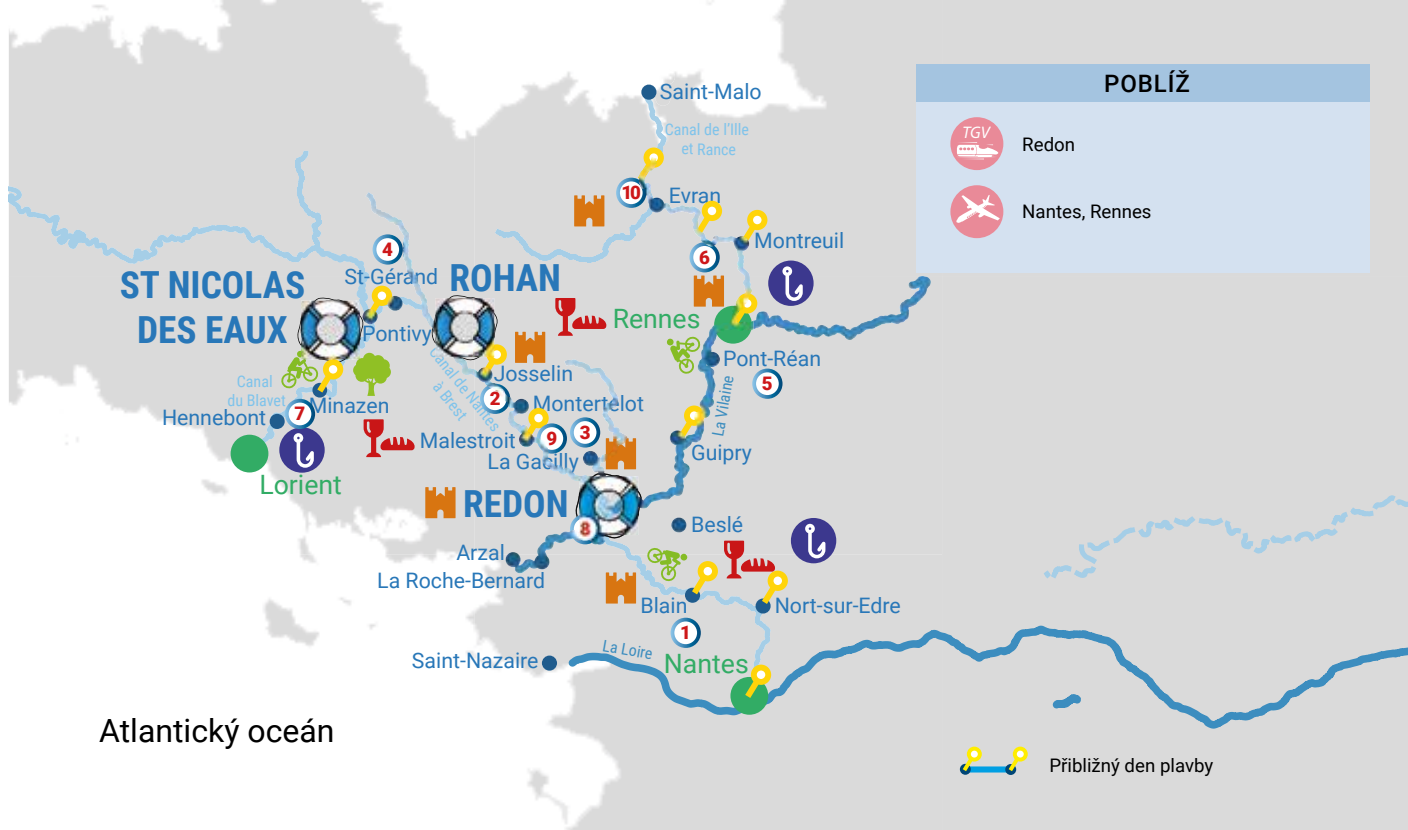 Saint-Malo
Canal de l'Ille
et Rance
POBLÍŽ
TGV
Redon
Nantes, Rennes
10
Evran
Montreuil
6
4
St-Gérand
ROHAN
ST NICOLAS
DES EAUX
Pontivy
Rennes
Pont-Réan
5
La Vilaine
Josselin
Canal de Nantes
à Brest
2
Montertelot
Canal
du Blavet
Minazen
7
Hennebont
Lorient
Malestroit
9
3
La Gacilly
Guipry
REDON
8
Beslé
Arzal
La Roche-Bernard
Blain
Nort-sur-Edre
1
Saint-Nazaire
La Loire
Nantes
Atlantický oceán
Přibližný den plavby